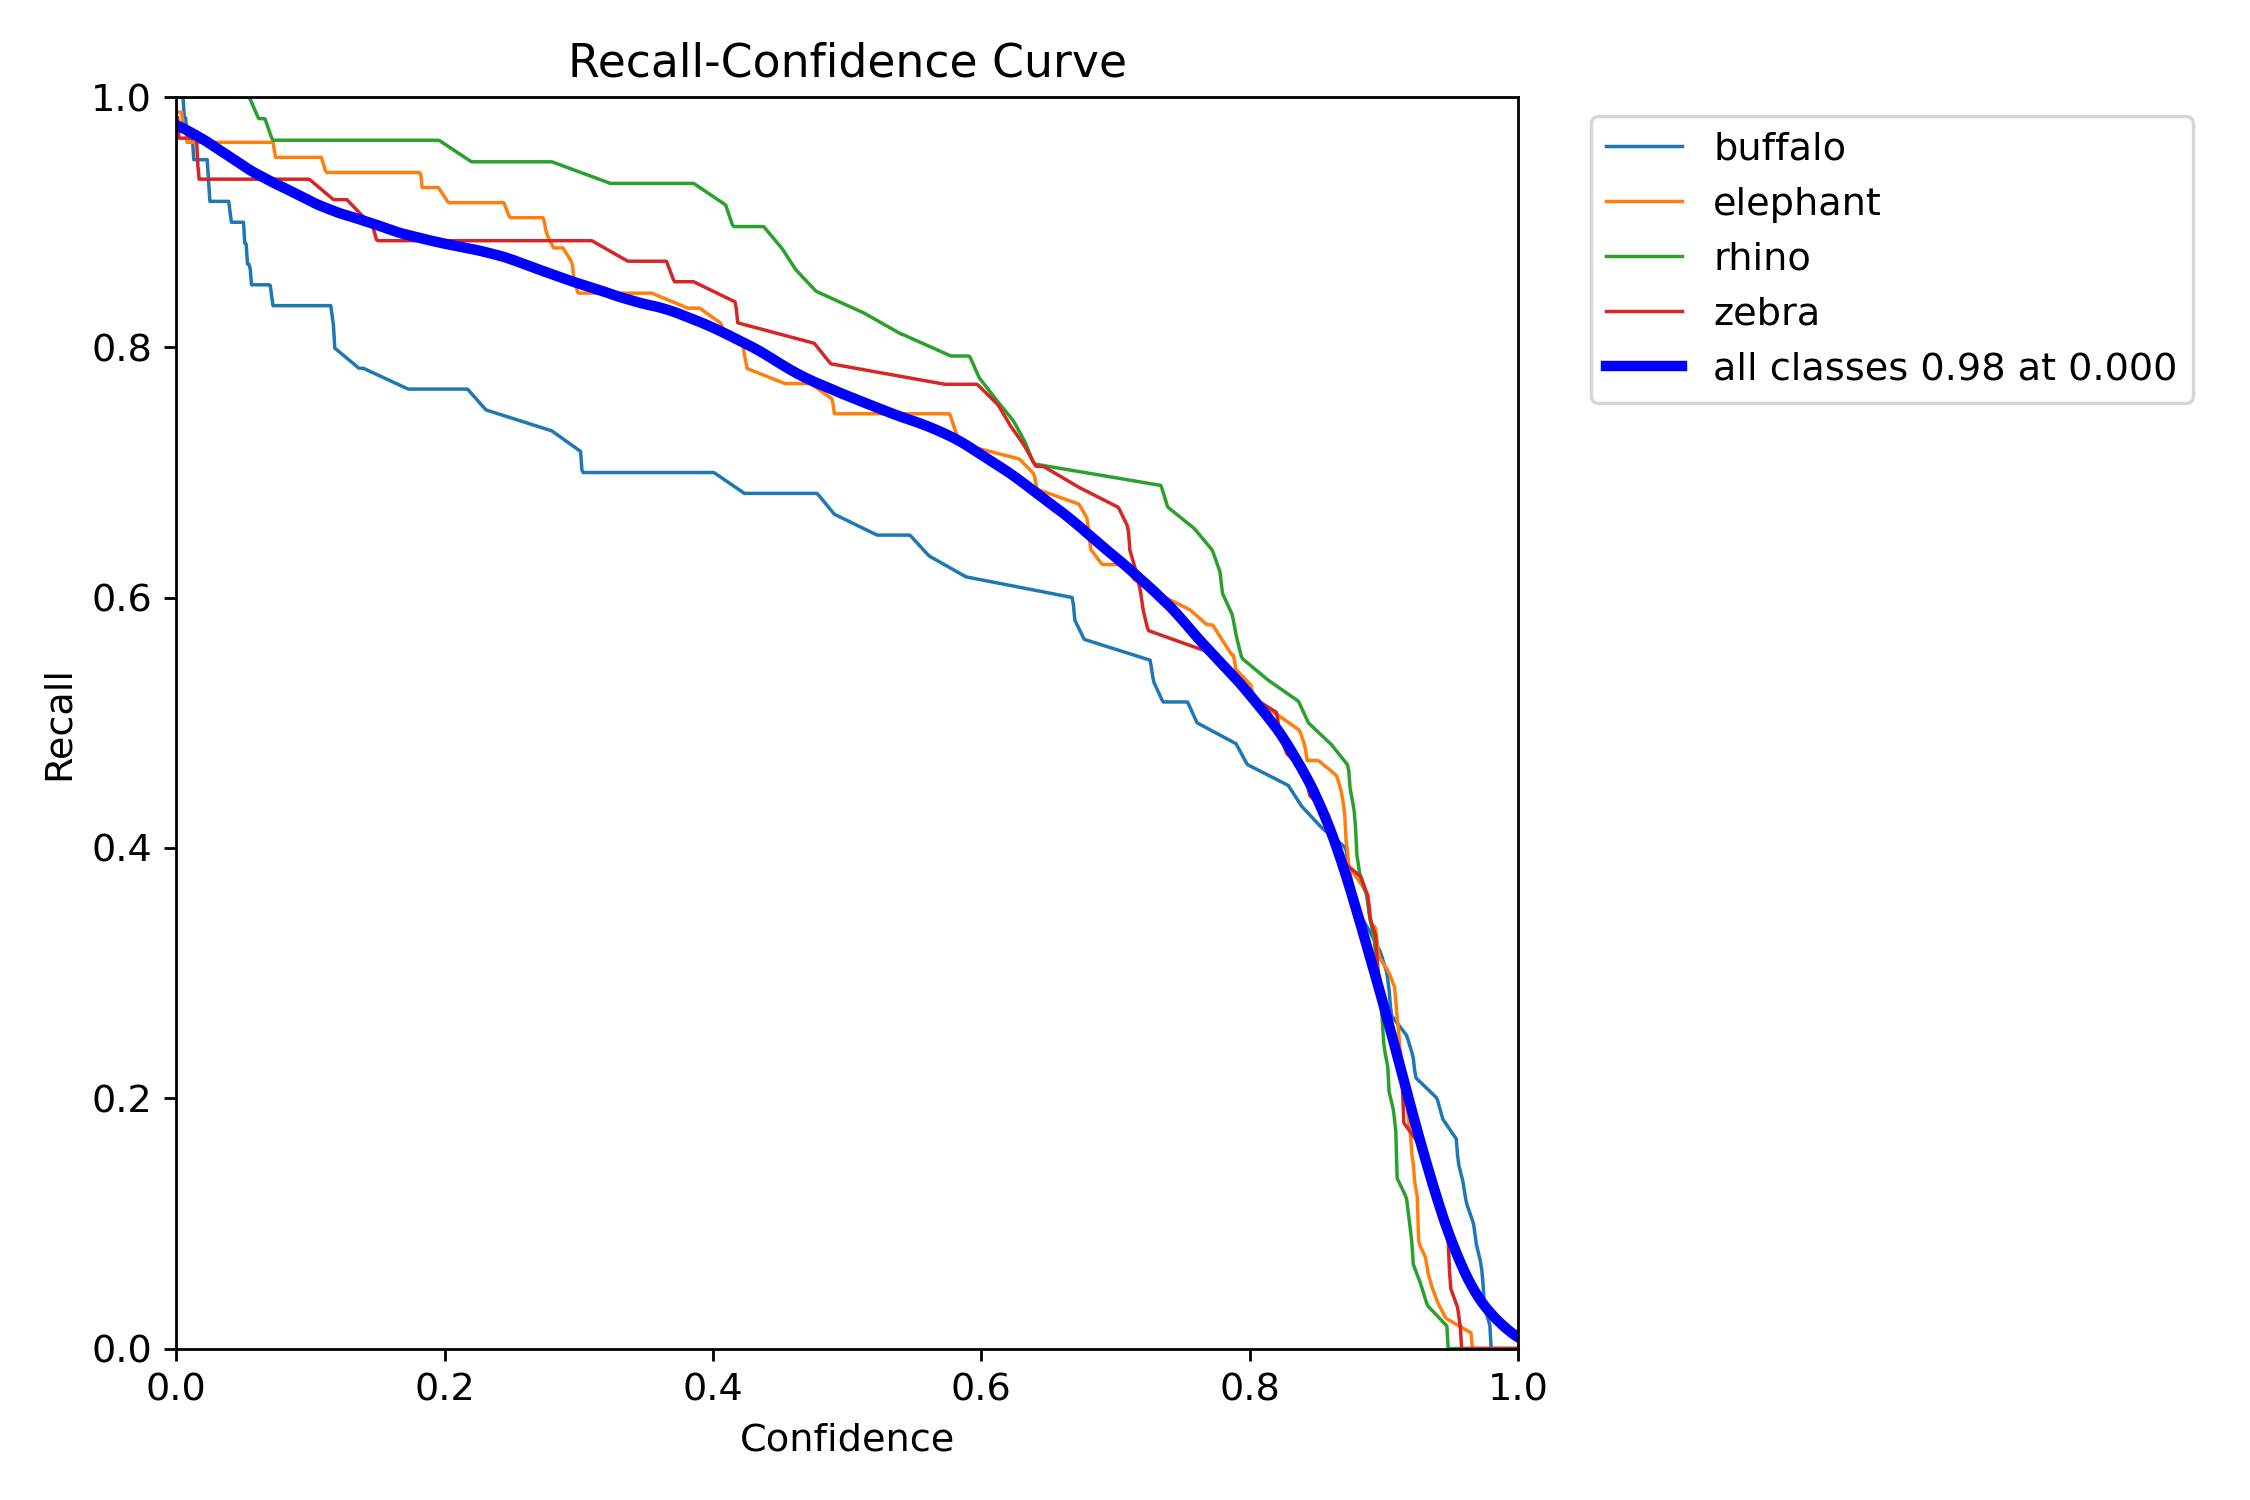 Recall-Confidence Curve
1.0
0.8
0.6
0.4
0.2
0.0
Recall
0.0 0.2 0.4 0.6 0.8 1.0
Confidence
buffalo
elephant
rhino
zebra
all classes 0.98 at 0.000